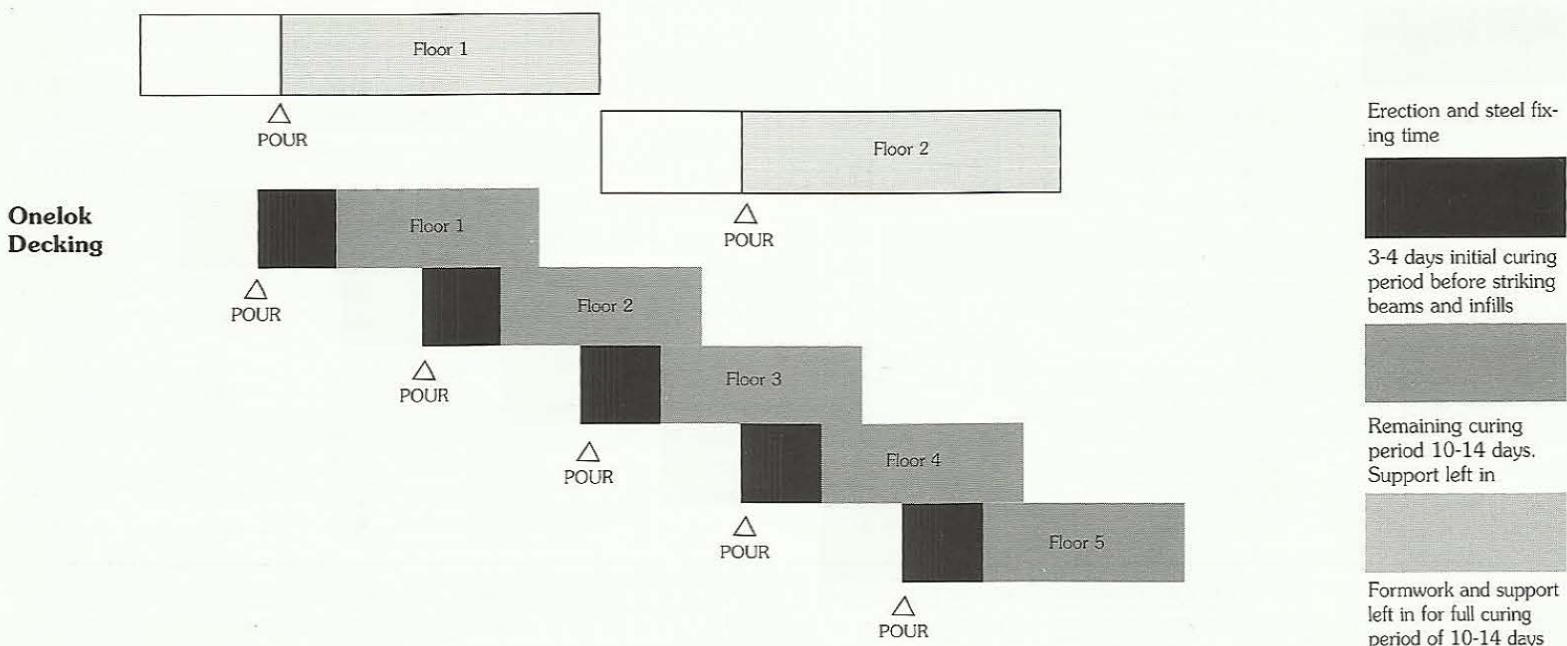 Floor 1
POUR
Floor 2
POUR
Onelok
Decking
Floor 1
POUR
Floor 2
POUR
Floor 3
POUR
Floor 4
POUR
Floor 5
POUR
Erection and steel fix-
ing time
3-4 days initial curing
period before striking
beams and infills
Remaining curing
period 10-14 days.
Support left in
Formwork and support
left in for full curing
period of 10-14 days